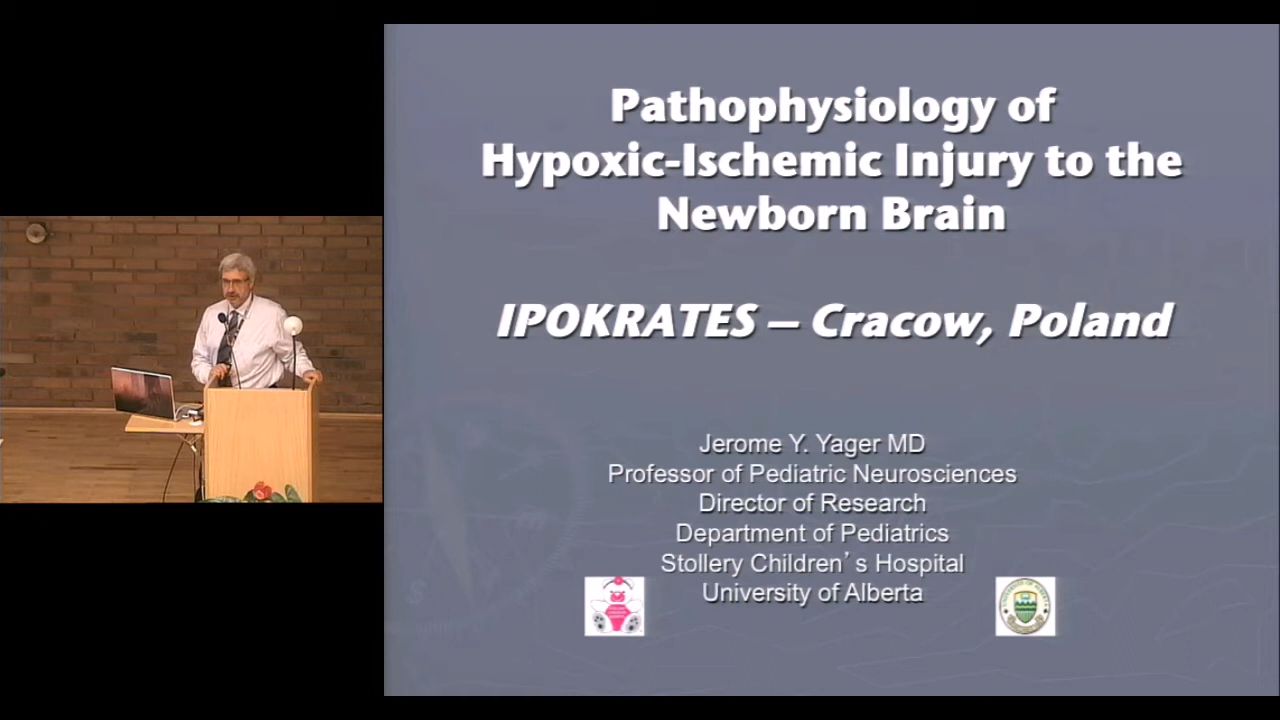 Pathophysiology of
Hypoxic-Ischemic Injury to the
Newborn Brain
IPOKRATES – Cracow, Poland
Jerome Y. Yager MD
Professor of Pediatric Neurosciences
Director of Research
Department of Pediatrics
Stollery Children’s Hospital
University of Alberta